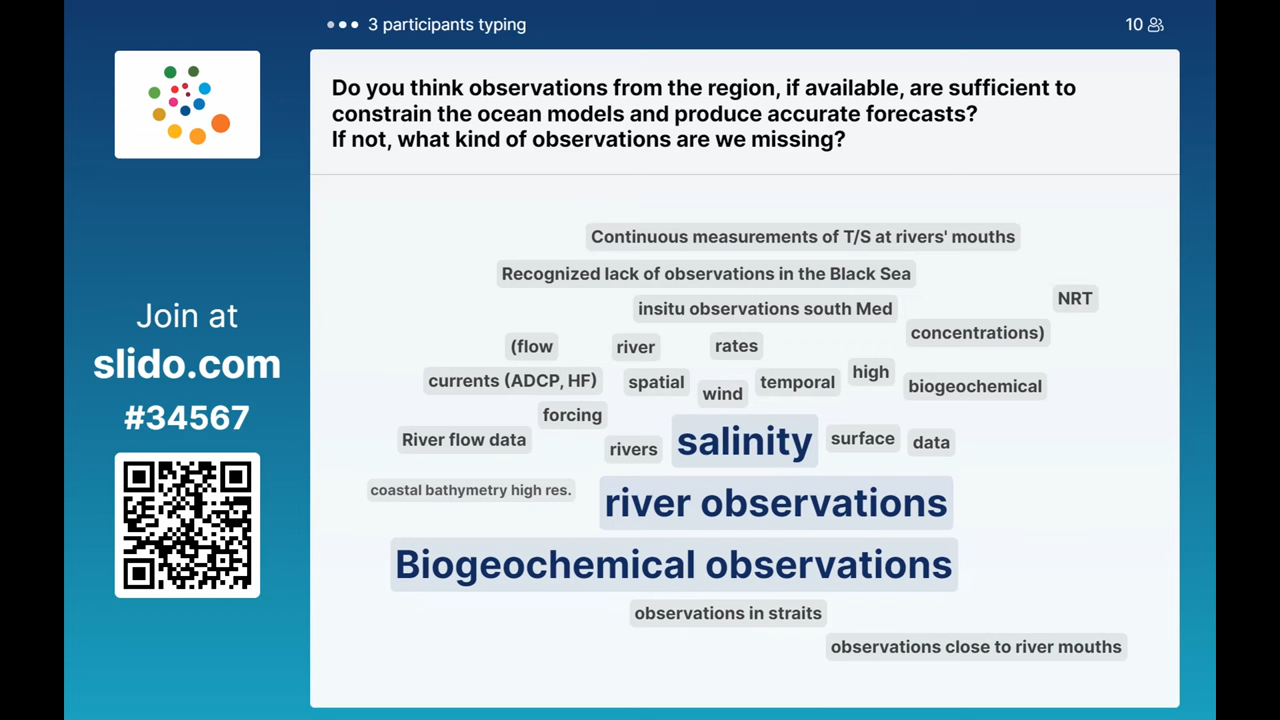 3 participants typing
10
Do you think observations from the region, if available, are sufficient to
constrain the ocean models and produce accurate forecasts?
If not, what kind of observations are we missing?
Join at
slido.com
#34567
Continuous measurements of T/S at rivers' mouths
Recognized lack of observations in the Black Sea
NRT
insitu observations south Med
concentrations)
(flow
river
rates
currents (ADCP, HF)
spatial
wind
temporal
high
biogeochemical
forcing
River flow data
rivers
salinity
surface
data
coastal bathymetry high res.
river observations
Biogeochemical observations
observations in straits
observations close to river mouths